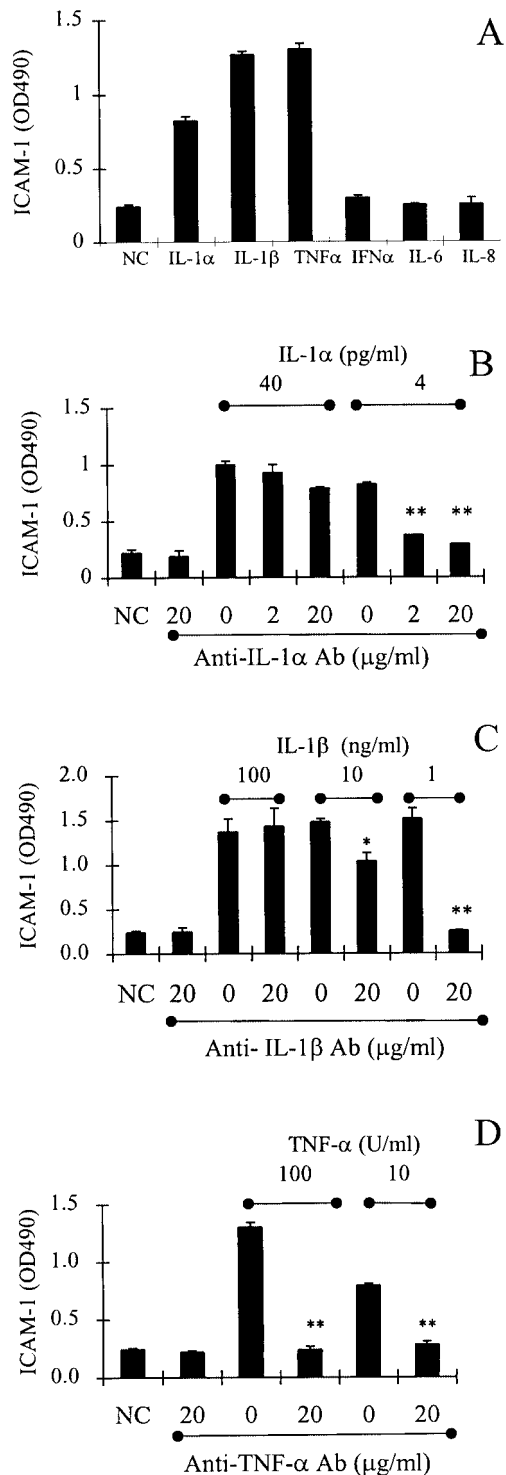 A
ICAM-1 (OD490)
1.5
1
0.5
0
NC IL-1α IL-1β TNFα IFNα IL-6 IL-8
B
IL-1α (pg/ml)
40 4
ICAM-1 (OD490)
1.5
1
0.5
0
** **
NC 20 0 2 20 0 2 20
Anti-IL-1α Ab (µg/ml)
C
IL-1β (ng/ml)
100 10 1
ICAM-1 (OD490)
2.0
1.5
1.0
0.5
0.0
* **
NC 20 0 20 0 20 0 20
Anti- IL-1β Ab (µg/ml)
D
TNF-α (U/ml)
100 10
ICAM-1 (OD490)
1.5
1.0
0.5
0.0
** **
NC 20 0 20 0 20
Anti-TNF-α Ab (µg/ml)